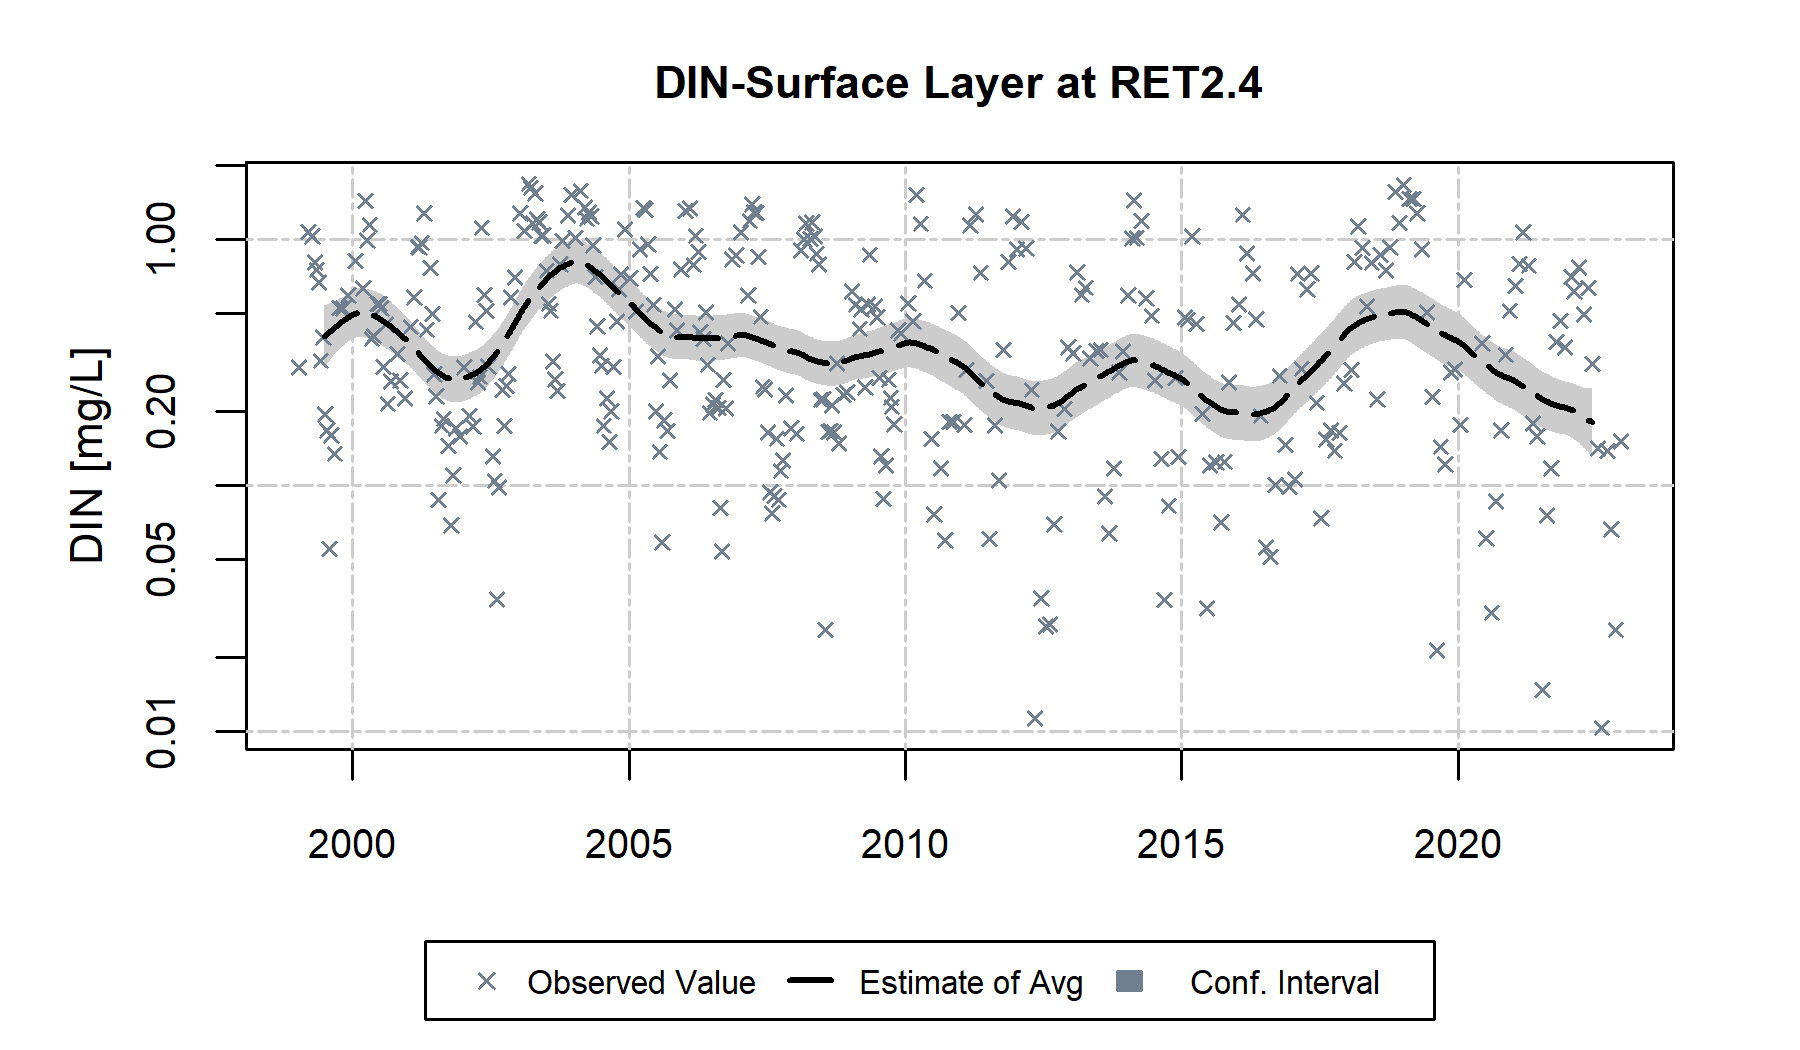 DIN-Surface Layer at RET2.4
DIN [mg/L]
1.00
0.20
0.05
0.01
2000 2005 2010 2015 2020
Observed Value Estimate of Avg Conf. Interval